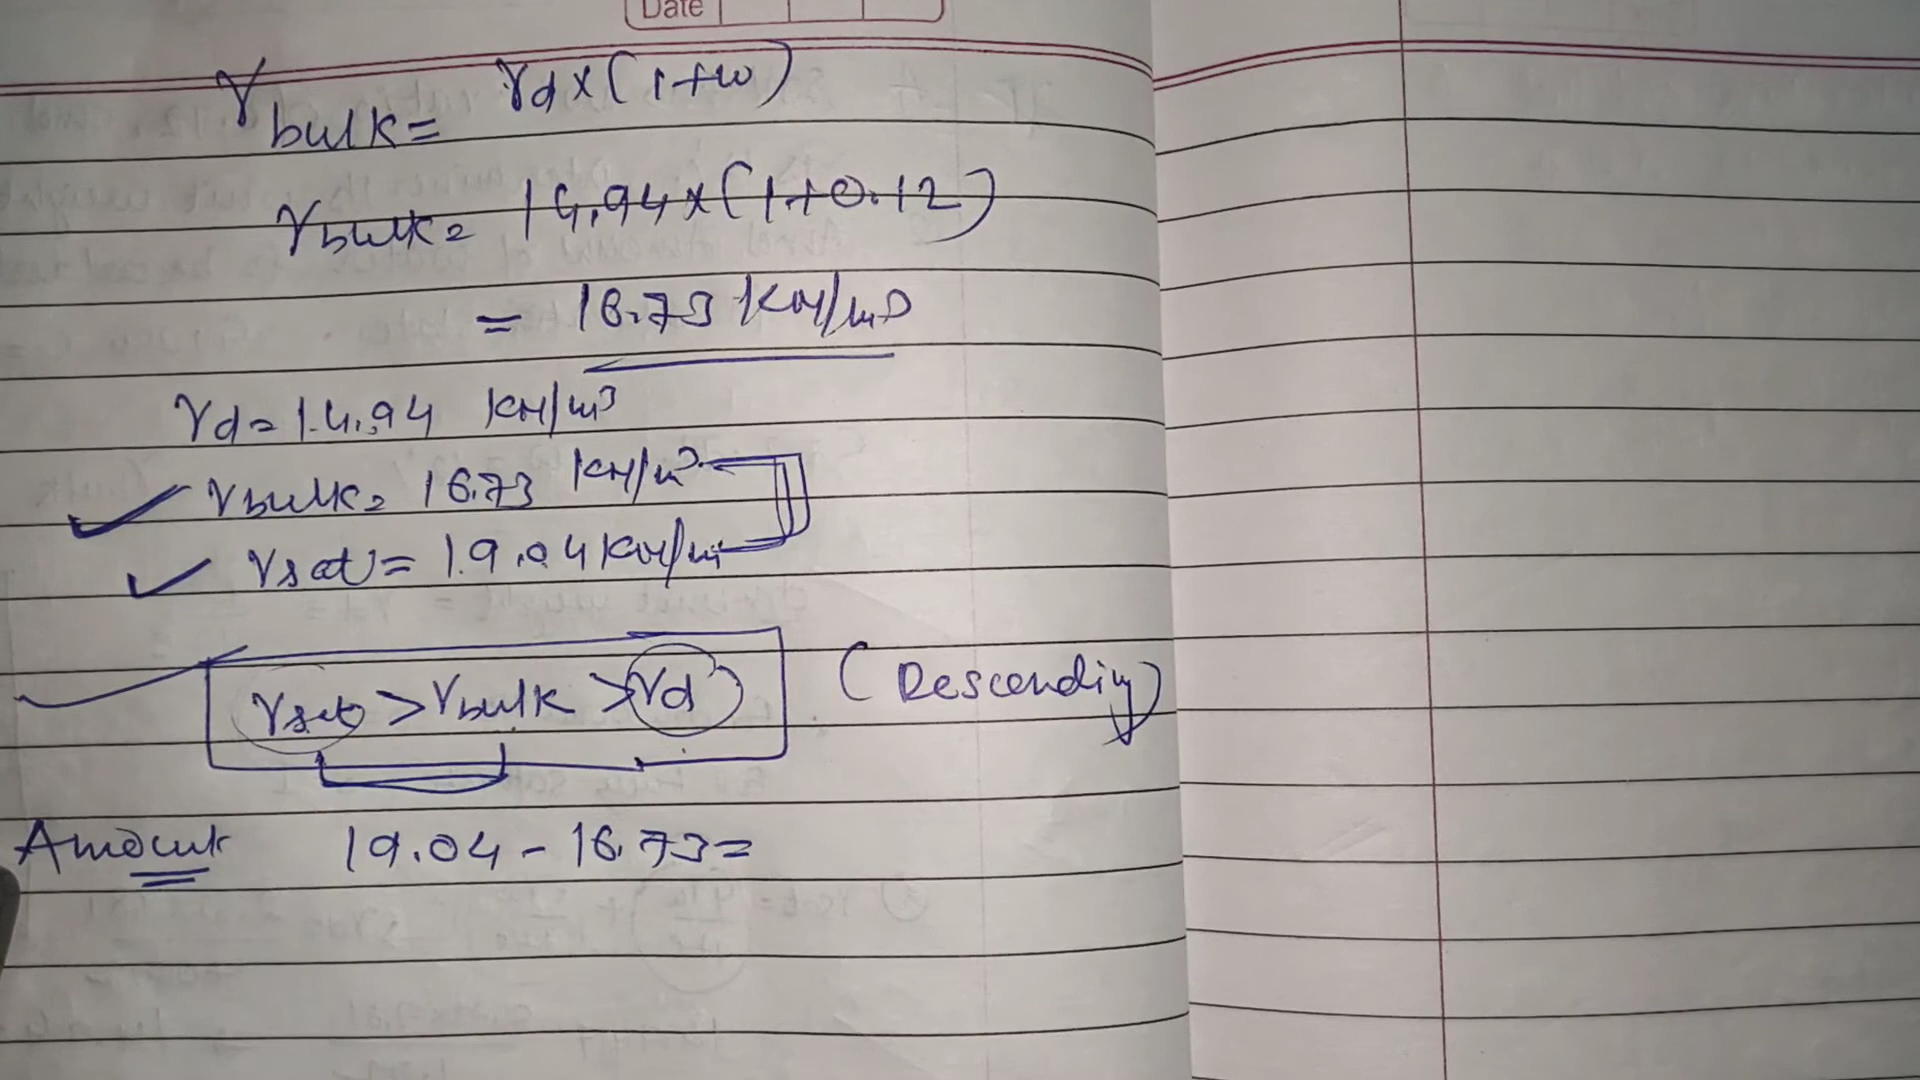 Date
γbulk = γd × (1+w)
γbulk = 14.94 × (1+0.12)
= 16.73 KN/m³
γd = 14.94 KN/m³
γbulk = 16.73 KN/m³
γsat = 19.04 KN/m³
γsat > γbulk > γd (Descending)
Amount 19.04 - 16.73 =